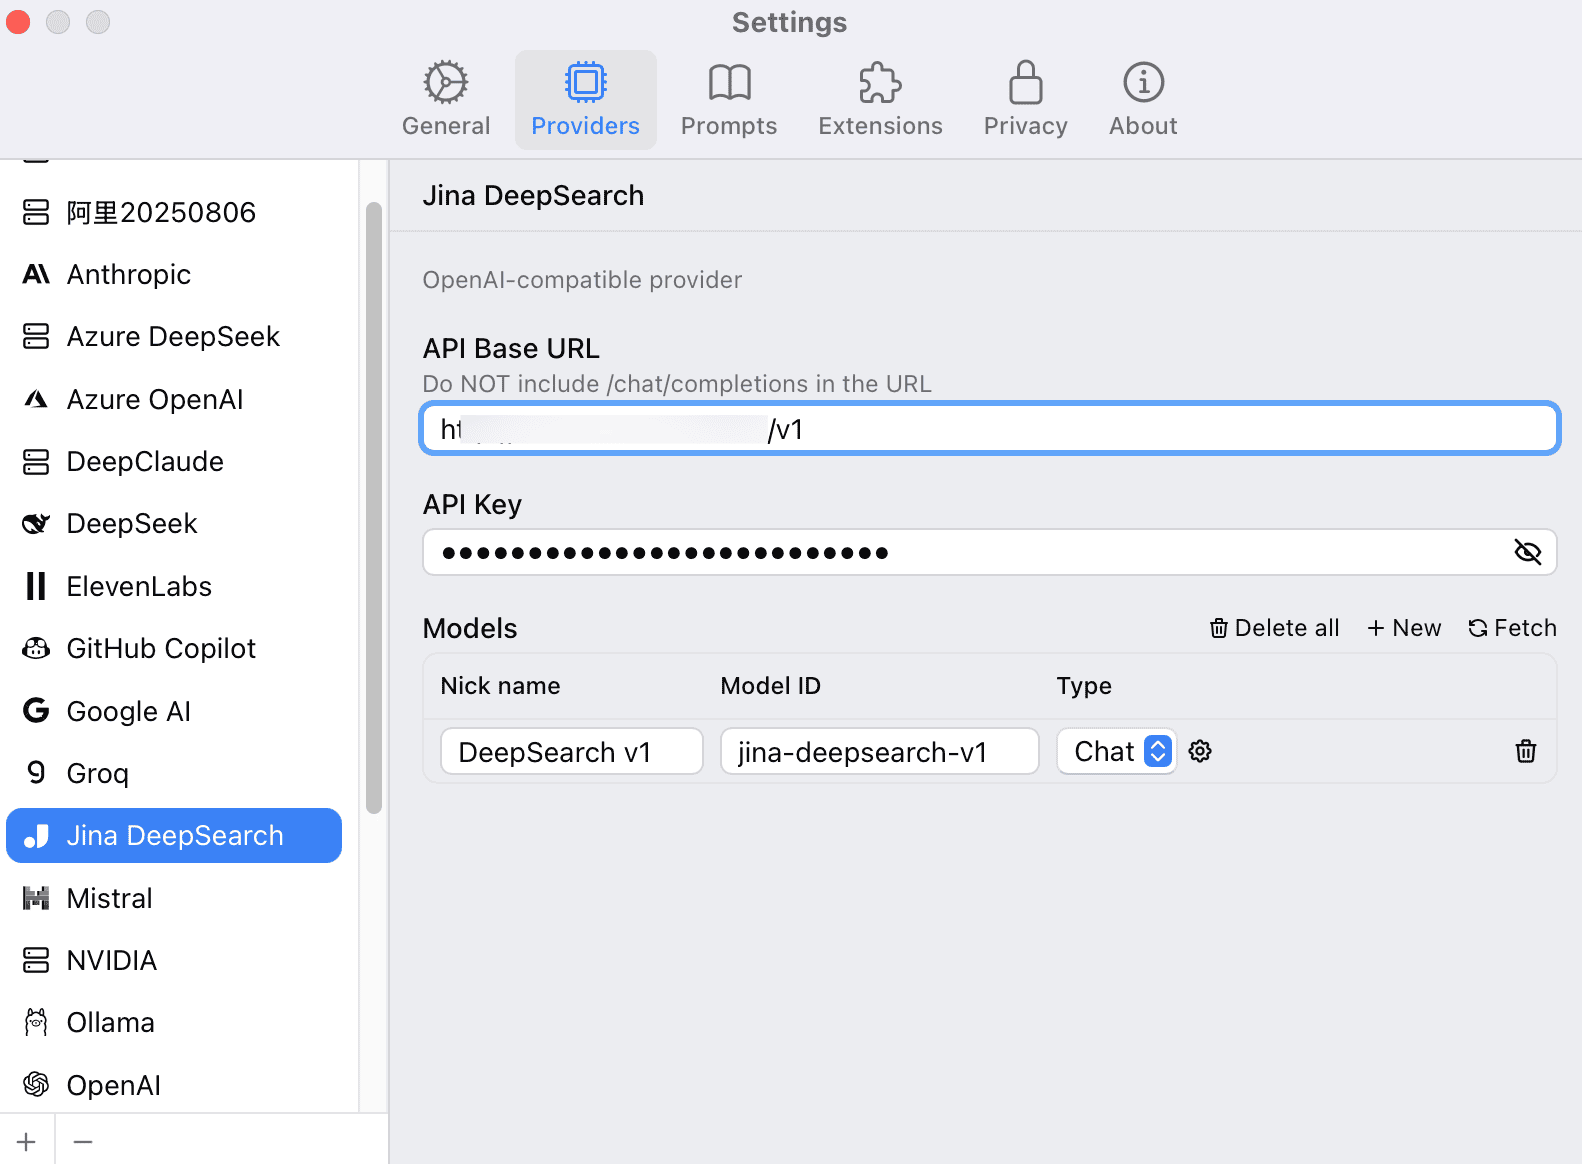 Settings
General
Providers
Prompts
Extensions
Privacy
About
阿里20250806
Anthropic
Azure DeepSeek
Azure OpenAI
DeepClaude
DeepSeek
ElevenLabs
GitHub Copilot
Google AI
Groq
Jina DeepSearch
Mistral
NVIDIA
Ollama
OpenAI
Jina DeepSearch
OpenAI-compatible provider
API Base URL
Do NOT include /chat/completions in the URL
/v1
API Key
Models
Delete all
+ New
Fetch
Nick name Model ID Type
DeepSearch v1 jina-deepsearch-v1 Chat